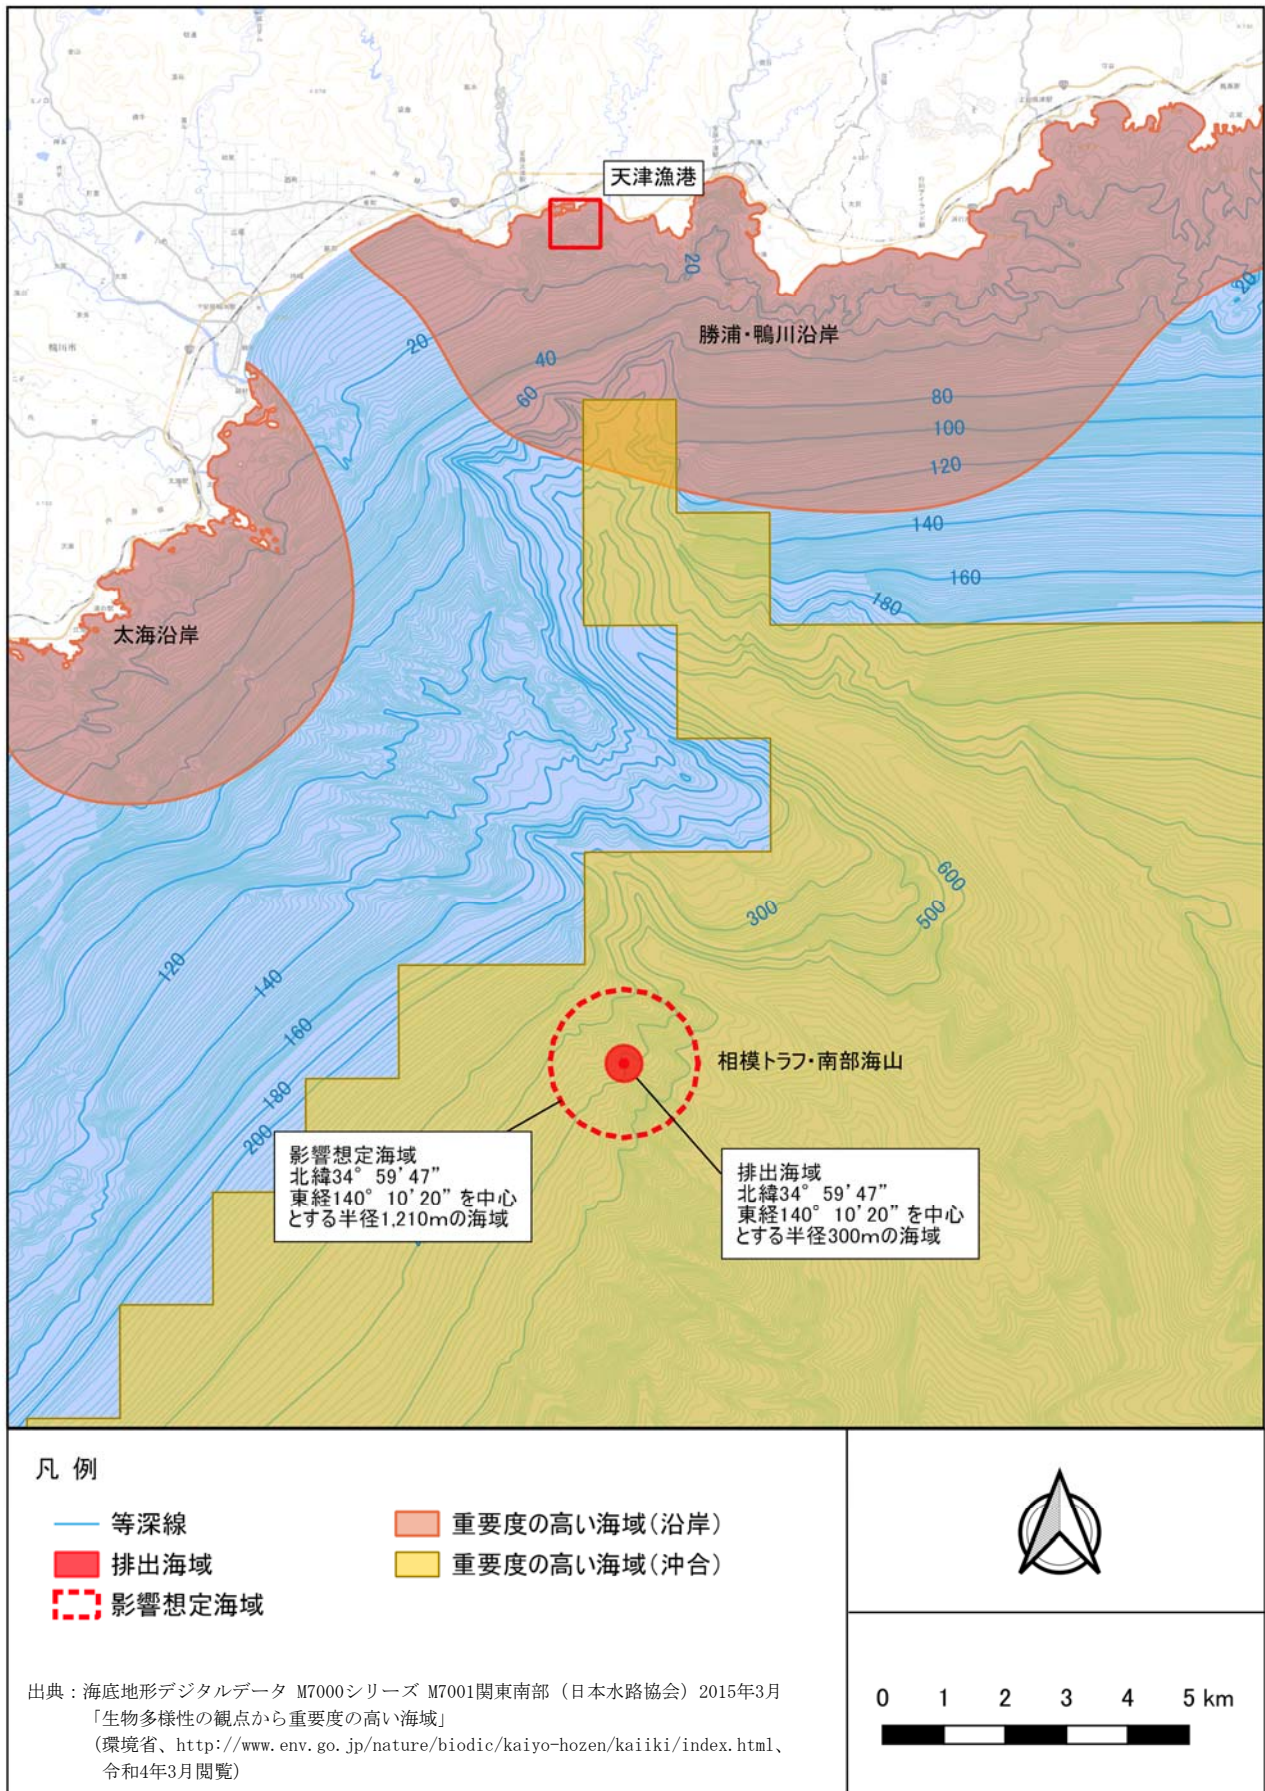 天津漁港
20
勝浦・鴨川沿岸
20
20
40
60
80
100
120
140
160
180
太海沿岸
600
500
300
120
140
160
180
200
相模トラフ・南部海山
影響想定海域
北緯34°59'47"
東経140°10'20"を中心
とする半径1,210mの海域
排出海域
北緯34°59'47"
東経140°10'20"を中心
とする半径300mの海域
凡 例
等深線
排出海域
影響想定海域
重要度の高い海域(沿岸)
重要度の高い海域(沖合)
出典：海底地形デジタルデータ M7000シリーズ M7001関東南部（日本水路協会）2015年3月
「生物多様性の観点から重要度の高い海域」
(環境省、http://www.env.go.jp/nature/biodic/kaiyo-hozen/kaiiki/index.html、
令和4年3月閲覧)
0 1 2 3 4 5 km